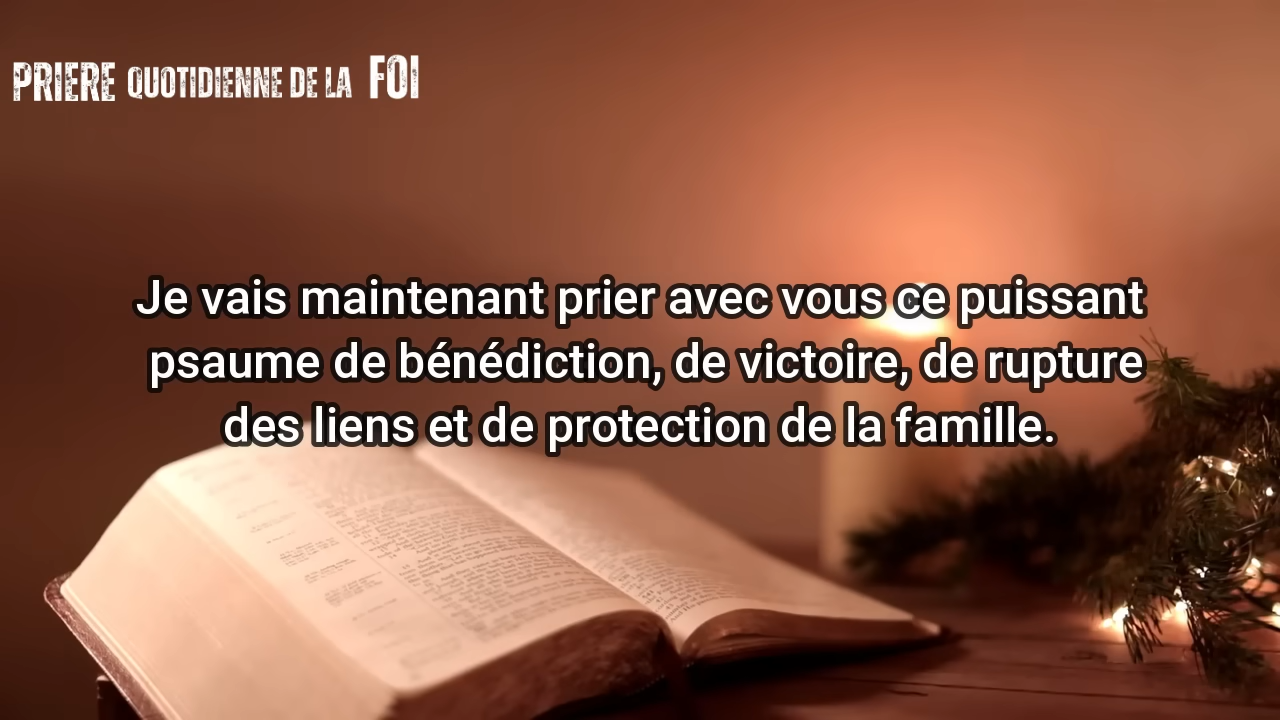 PRIERE QUOTIDIENNE DE LA FOI
Je vais maintenant prier avec vous ce puissant
psaume de bénédiction, de victoire, de rupture
des liens et de protection de la famille.